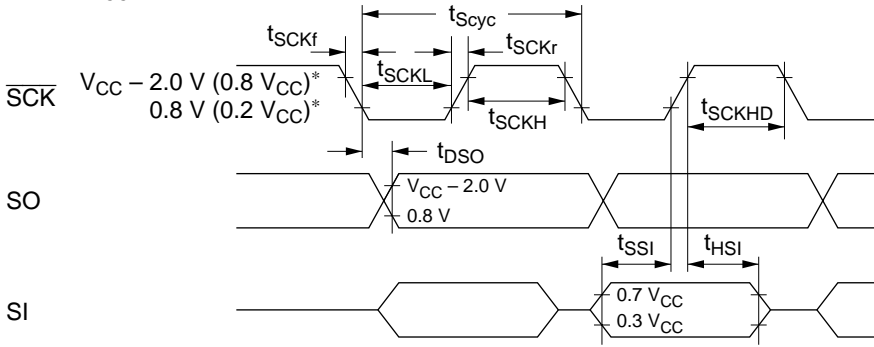 tScyc
tSCKf
tSCKr
tSCKL
SCK
VCC – 2.0 V (0.8 VCC)*
0.8 V (0.2 VCC)*
tSCKH
tSCKHD
tDSO
SO
VCC – 2.0 V
0.8 V
tSSI
tHSI
SI
0.7 VCC
0.3 VCC